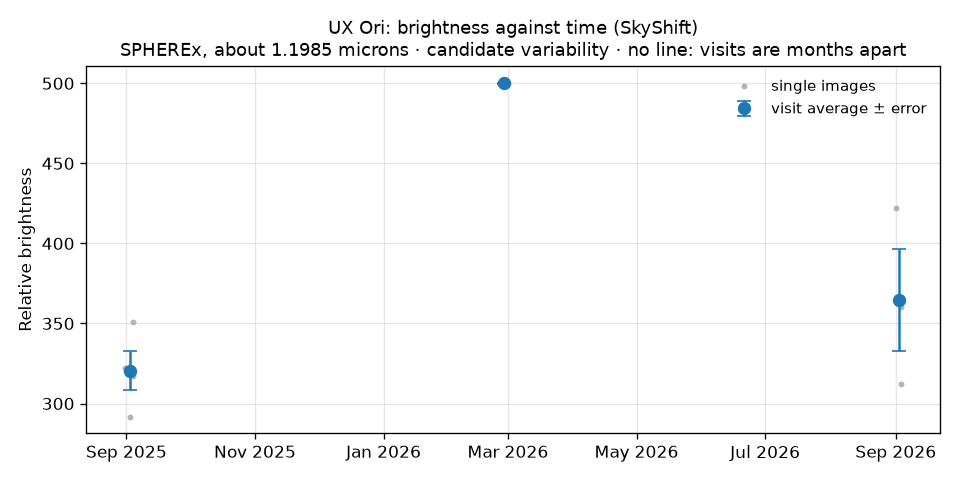 UX Ori: brightness against time (SkyShift)
SPHEREx, about 1.1985 microns · candidate variability · no line: visits are months apart
single images
visit average ± error
Relative brightness
500
450
400
350
300
Sep 2025
Nov 2025
Jan 2026
Mar 2026
May 2026
Jul 2026
Sep 2026